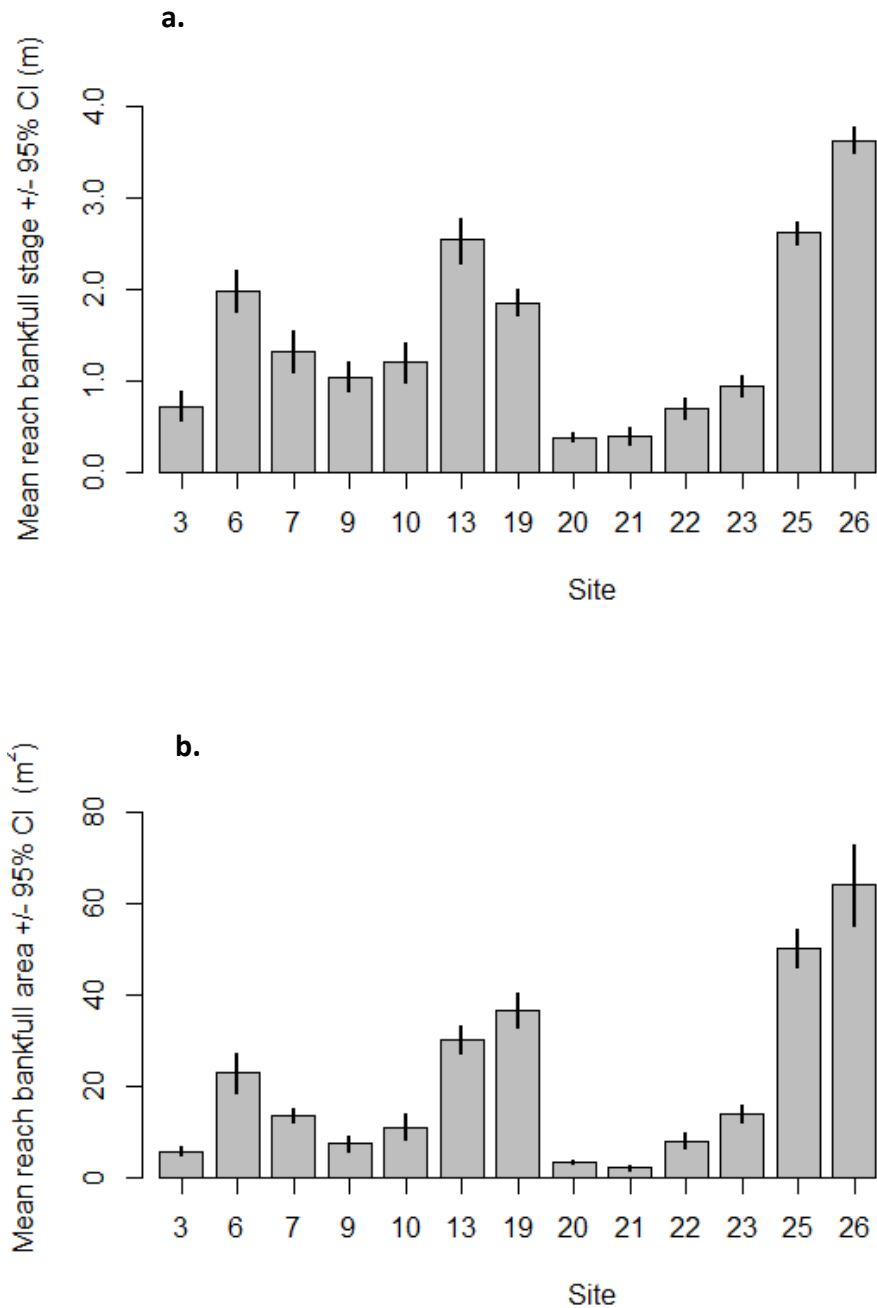 a.
Mean reach bankfull stage +/- 95% CI (m)
4.0
3.0
2.0
1.0
0.0
3 6 7 9 10 13 19 20 21 22 23 25 26
Site
b.
Mean reach bankfull area +/- 95% CI (m²)
80
60
40
20
0
3 6 7 9 10 13 19 20 21 22 23 25 26
Site